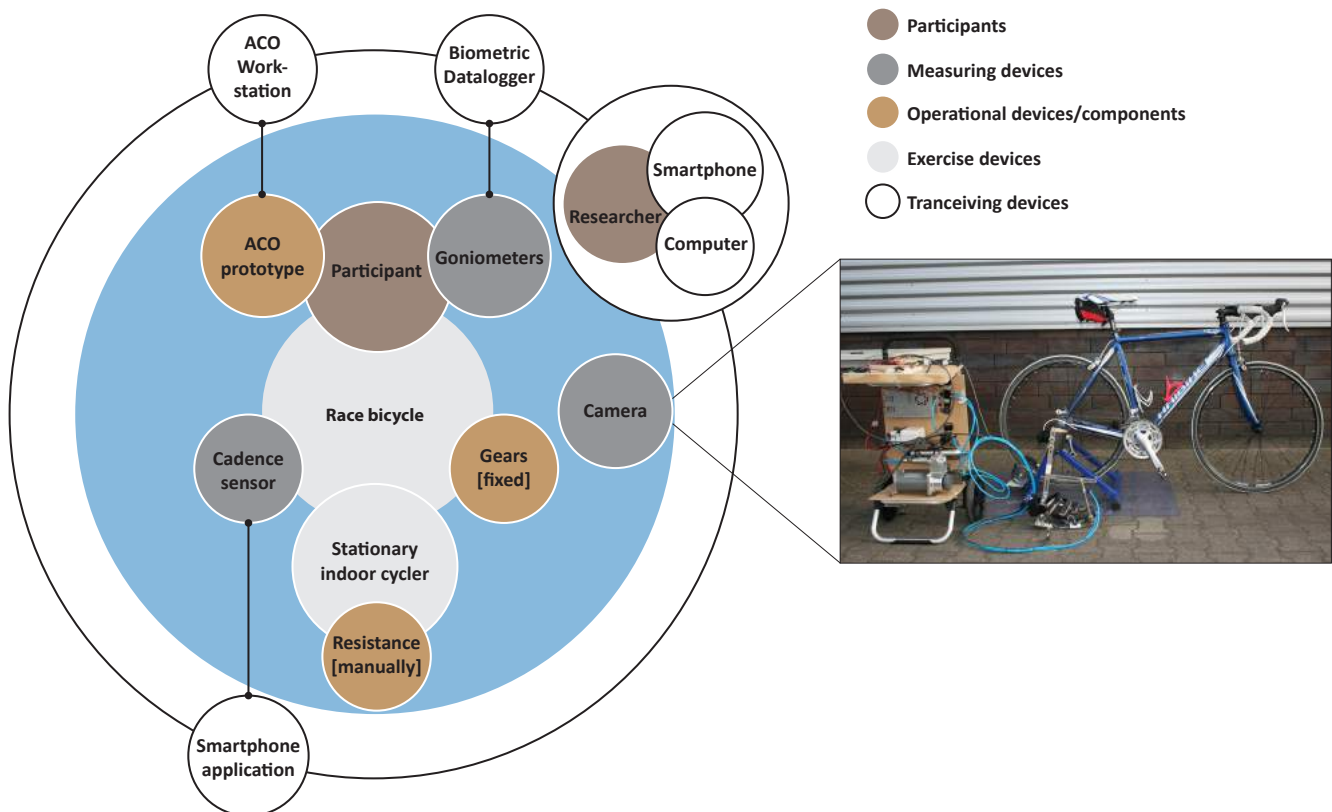 ACO
Work-
station
Biometric
Datalogger
Smartphone
Researcher
Computer
ACO
prototype
Participant
Goniometers
Race bicycle
Camera
Cadence
sensor
Gears
[fixed]
Stationary
indoor cycler
Resistance
[manually]
Smartphone
application
Participants
Measuring devices
Operational devices/components
Exercise devices
Tranceiving devices